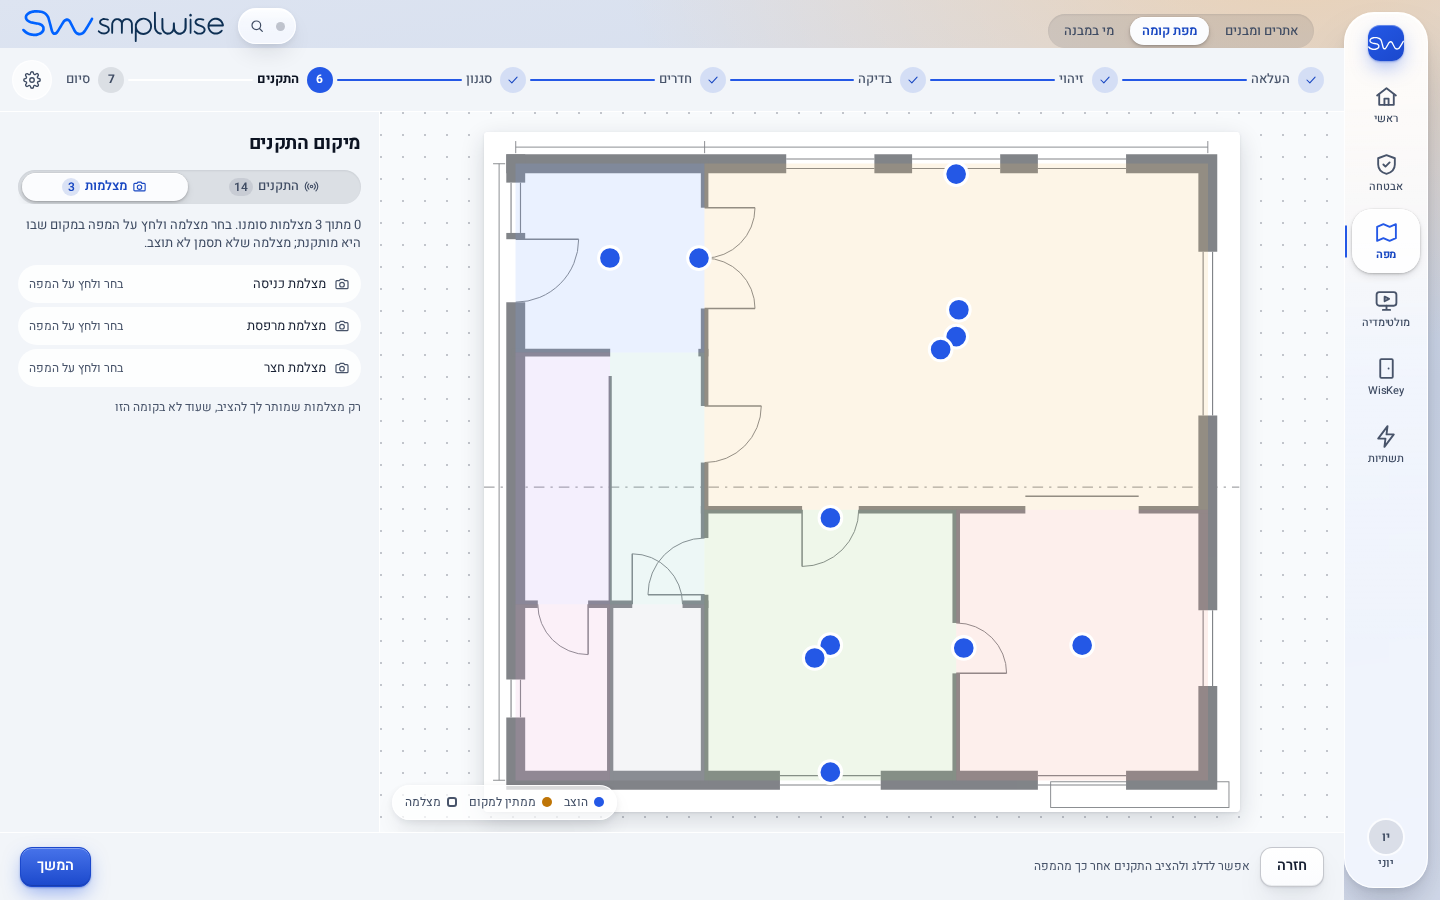 smplwise
אתרים ומבנים
מפת קומה
מי במבנה
העלאה
זיהוי
בדיקה
חדרים
סגנון
6 התקנים
7 סיום
SW
ראשי
אבטחה
מפה
מולטימדיה
WisKey
תשתיות
יו
יוני
מיקום התקנים
התקנים 14
מצלמות 3
0 מתוך 3 מצלמות סומנו. בחר מצלמה ולחץ על המפה במקום שבו
היא מותקנת; מצלמה שלא תסמן לא תוצב.
מצלמת כניסה
בחר ולחץ על המפה
מצלמת מרפסת
בחר ולחץ על המפה
מצלמת חצר
בחר ולחץ על המפה
רק מצלמות שמותר לך להציב, שעוד לא בקומה הזו
הוצב
ממתין למקום
מצלמה
חזרה
אפשר לדלג ולהציב התקנים אחר כך מהמפה
המשך